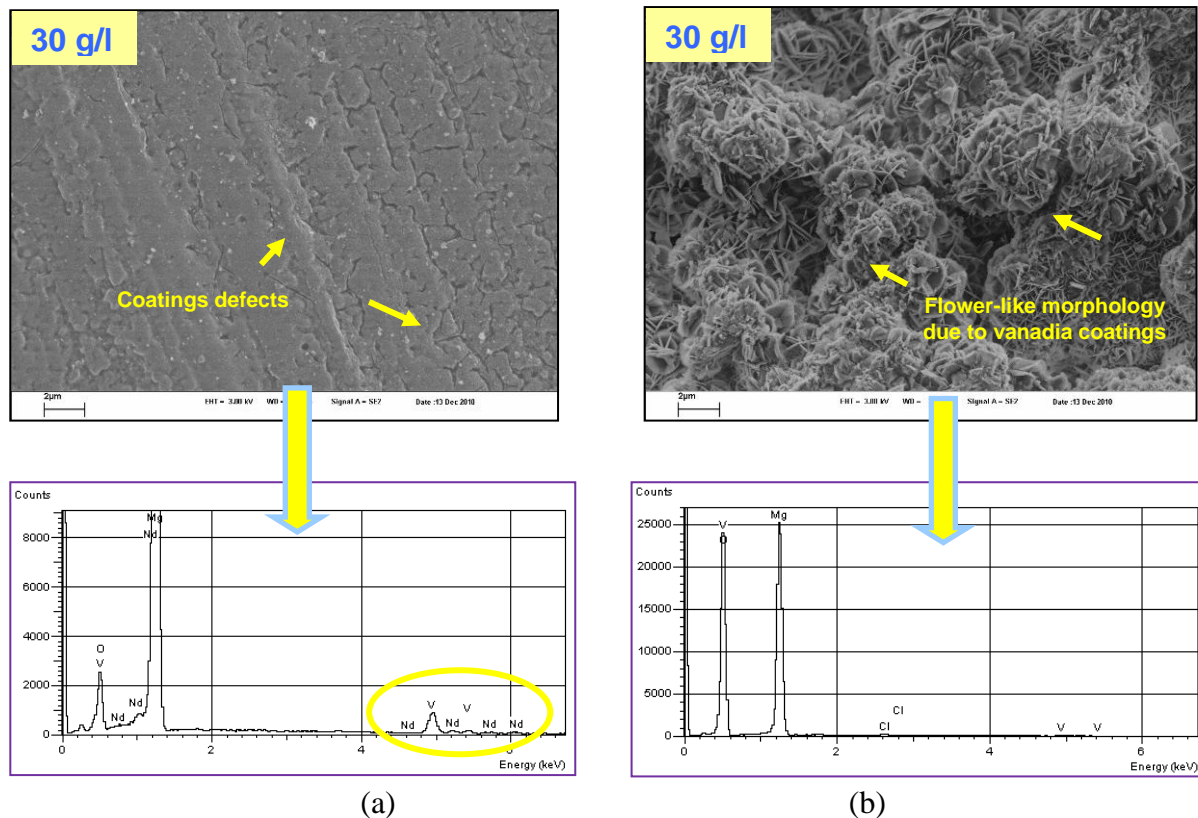 30 g/l
Coatings defects
2µm
EHT = 3.00 kV
Signal A = SE2
Date :13 Dec 2010
30 g/l
Flower-like morphology
due to vanadia coatings
2µm
EHT = 3.00 kV
Signal A = SE2
Date :13 Dec 2010
Counts
8000
6000
4000
2000
0
Mg
Nd
O
V
Nd
Nd
Nd
V
Nd
V
Nd
Nd
0
2
4
Energy (keV)
Counts
25000
20000
15000
10000
5000
0
V
O
Mg
Cl
Cl
V
V
0
2
4
6
Energy (keV)
(a)
(b)